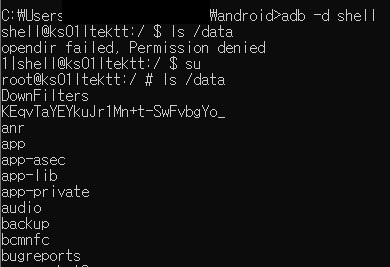 C:₩Users ₩android>adb -d shell
shell@ks01ltektt:/ $ ls /data
opendir failed, Permission denied
1|shell@ks01ltektt:/ $ su
root@ks01ltektt:/ # ls /data
DownFilters
KEqvTaYEYkuJr1Mn+t-SwFvbgYo_
anr
app
app-asec
app-lib
app-private
audio
backup
bcmnfc
bugreports